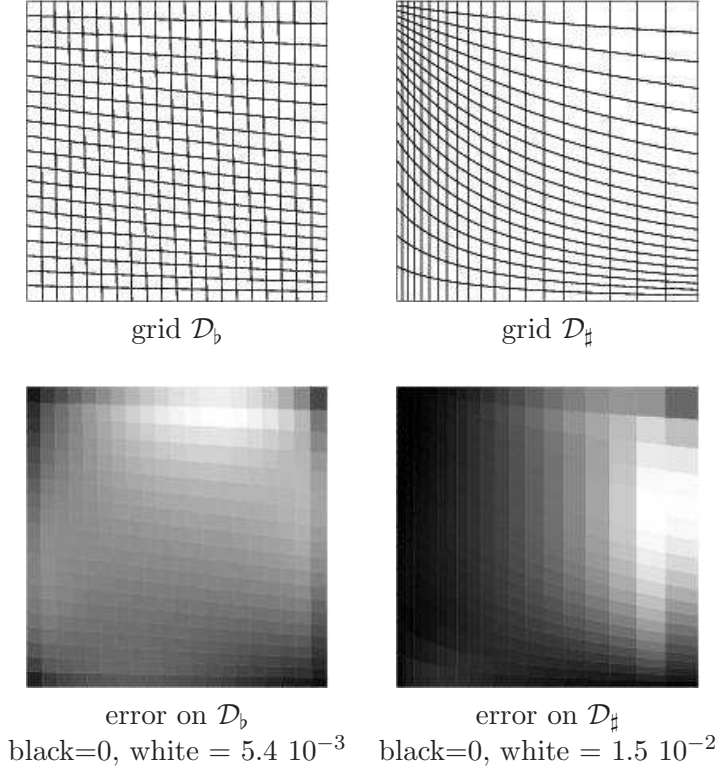 grid 𝒟♭
grid 𝒟♯
error on 𝒟♭
black=0, white = 5.4 10⁻³
error on 𝒟♯
black=0, white = 1.5 10⁻²